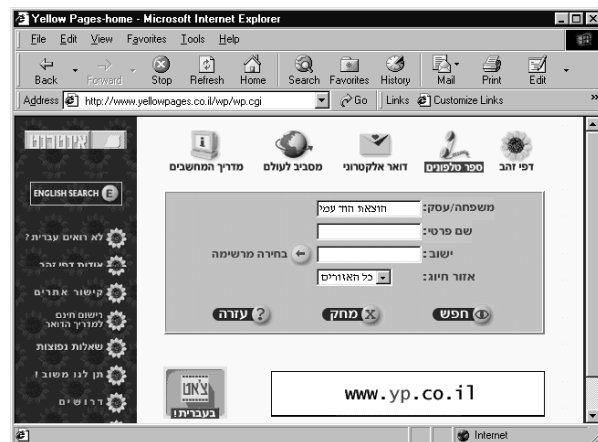 Yellow Pages-home - Microsoft Internet Explorer
File Edit View Favorites Tools Help
Back Forward Stop Refresh Home Search Favorites History Mail Print Edit
Address http://www.yellowpages.co.il/wp/wp.cgi Go Links Customize Links »
אינטרנט
דפי זהב ספר טלפונים דואר אלקטרוני מסביב לעולם מדריך המחשבים
ENGLISH SEARCH E
משפחה/עסק: הוצאת הוד עמי
שם פרטי:
ישוב: בחירה מרשימה
אזור חיוג: כל האזורים
חפש מחק X עזרה ?
לא רואים עברית?
אודות דפי זהב
קישור אתרים
רישום חינם
למדריך הדואר
שאלות נפוצות
תן לנו משוב!
דרושים
צ'אט
בעברית!
www.yp.co.il
Internet